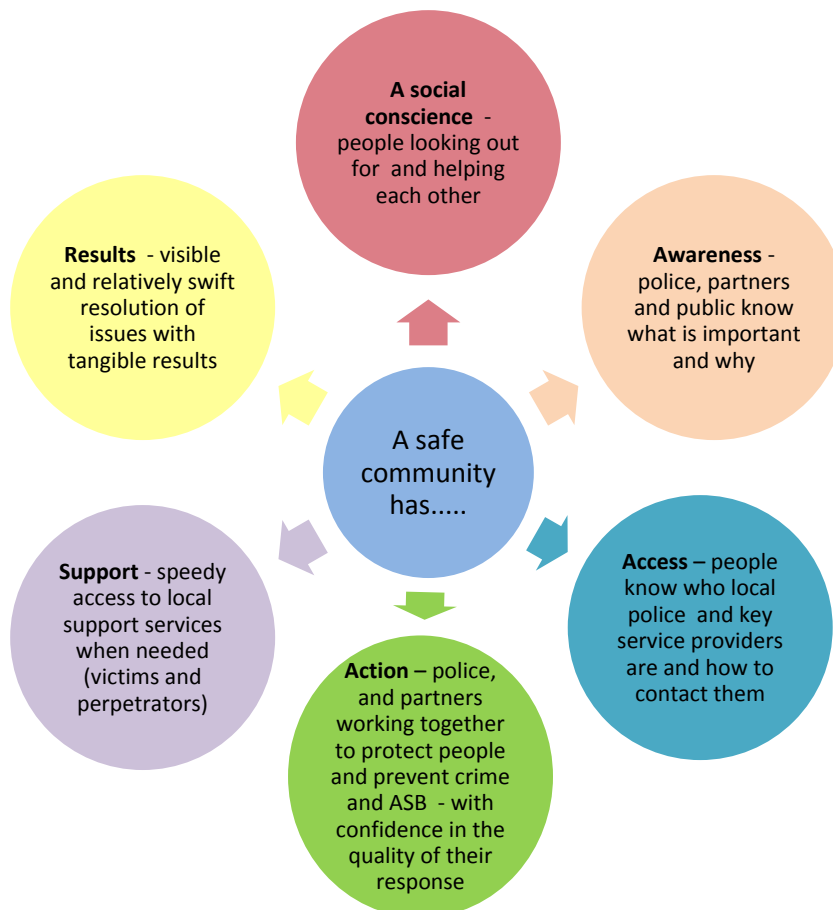 A social
conscience  - 
people looking out
for  and helping
each other
Awareness -
police, partners
and public know
what is important
and why
Access – people
know who local
police  and key
service providers
are and how to
contact them
Action – police,
and partners
working together
to protect people
and prevent crime
and ASB  - with
confidence in the
quality of their
response
Support - speedy
access to local
support services
when needed
(victims and
perpetrators)
Results  - visible
and relatively swift
resolution of
issues with
tangible results
A safe
community
has.....